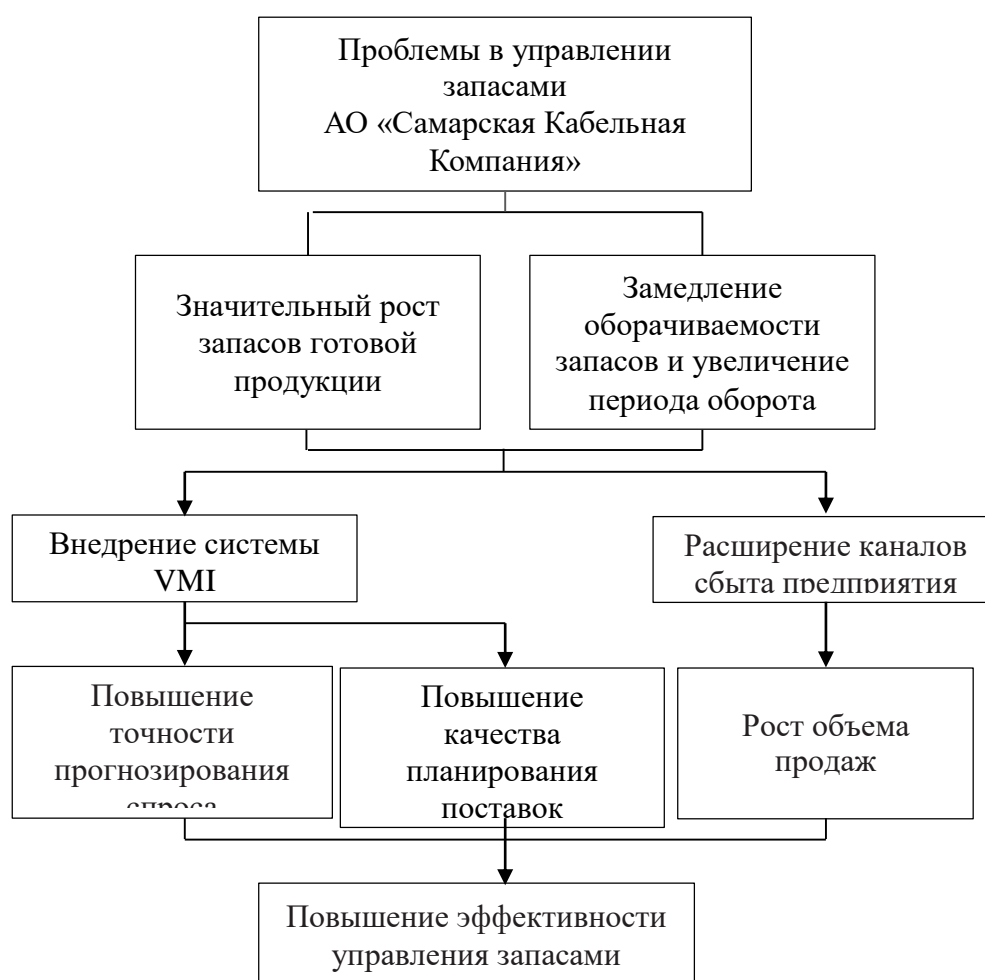 Проблемы в управлении
запасами
АО «Самарская Кабельная
Компания»
Значительный рост
запасов готовой
продукции
Замедление
оборачиваемости
запасов и увеличение
периода оборота
Внедрение системы
VMI
Расширение каналов
сбыта предприятия
Повышение
точности
прогнозирования
спроса
Повышение
качества
планирования
поставок
Рост объема
продаж
Повышение эффективности
управления запасами